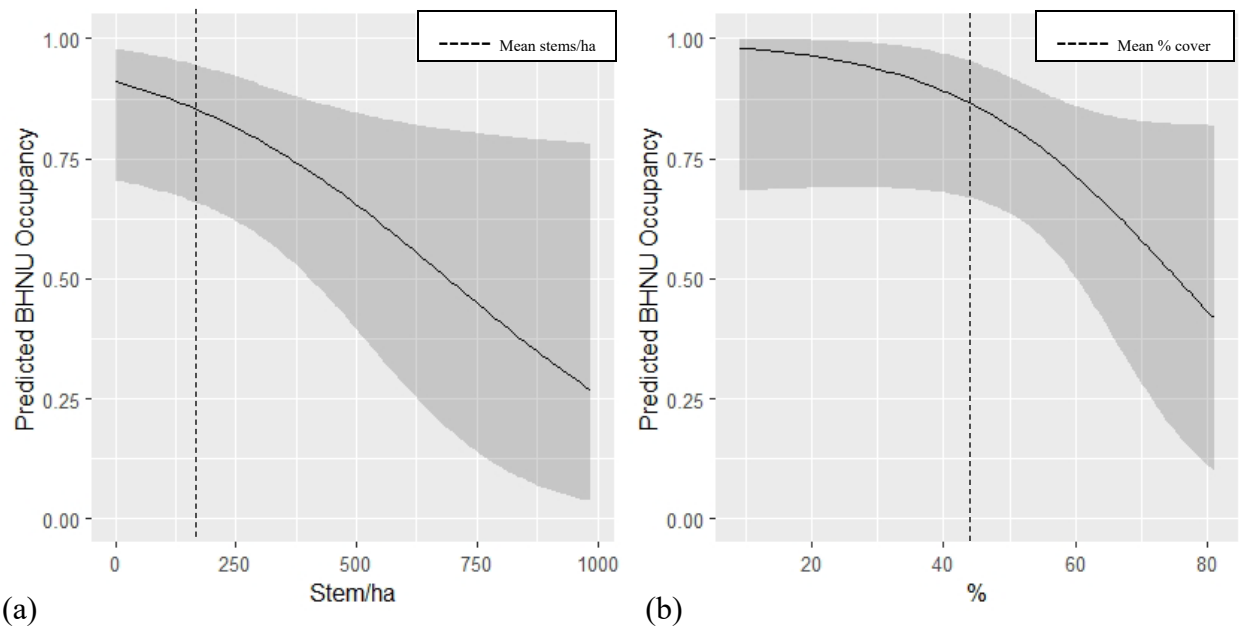 Mean stems/ha
1.00
0.75
0.50
0.25
0.00
Predicted BHNU Occupancy
0 250 500 750 1000
Stem/ha
(a)
Mean % cover
1.00
0.75
0.50
0.25
0.00
Predicted BHNU Occupancy
20 40 60 80
%
(b)